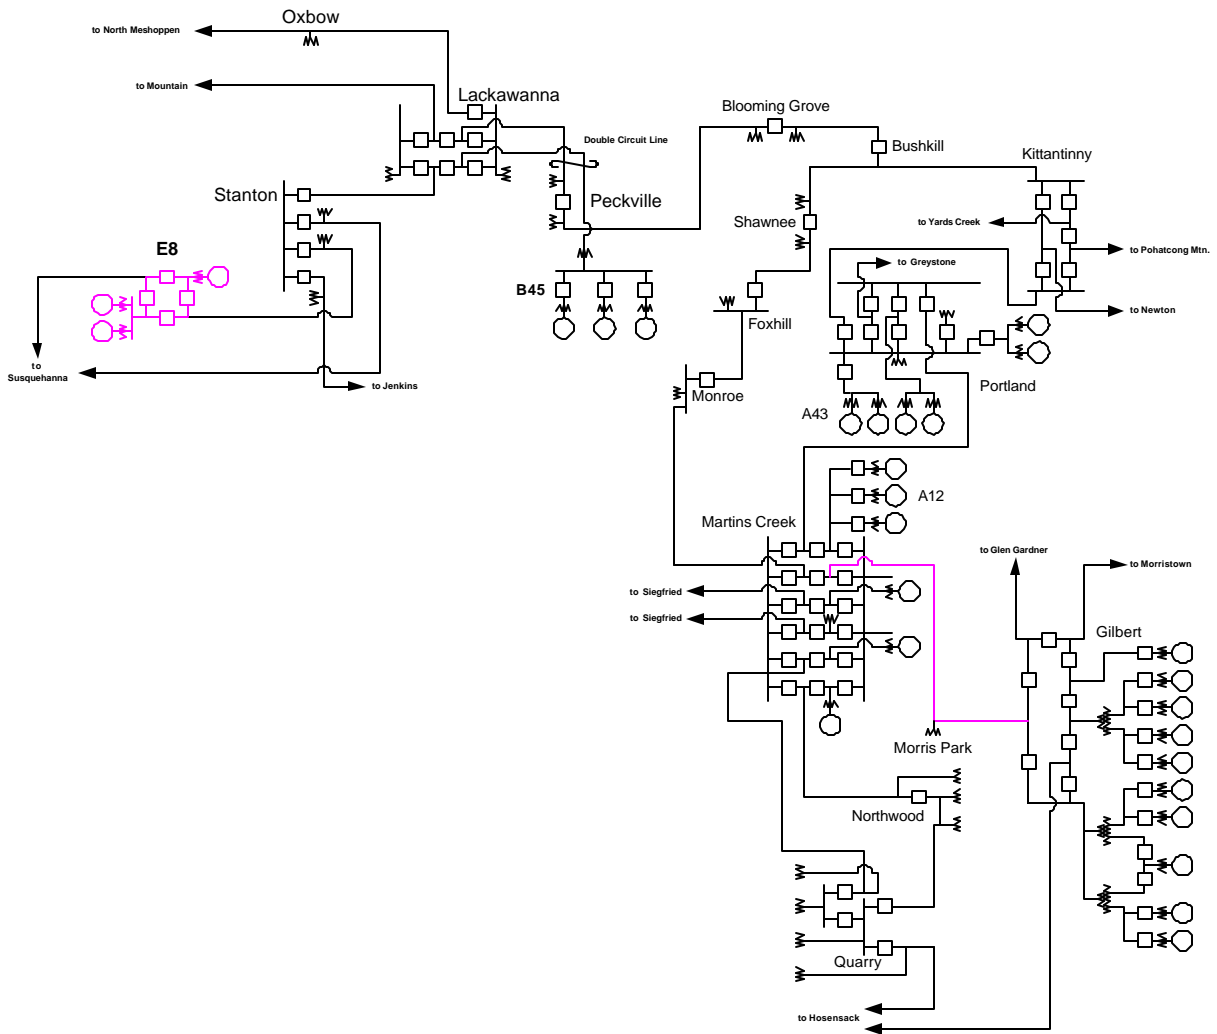 Oxbow
to North Meshoppen
to Mountain
Lackawanna
Blooming Grove
Double Circuit Line
Bushkill
Kittantinny
Stanton
Peckville
Shawnee
to Yards Creek
E8
to Pohatcong Mtn.
to Greystone
B45
to Newton
Foxhill
to
Susquehanna
to Jenkins
Monroe
Portland
A43
A12
Martins Creek
to Glen Gardner
to Morristown
to Siegfried
to Siegfried
Gilbert
Morris Park
Northwood
Quarry
to Hosensack